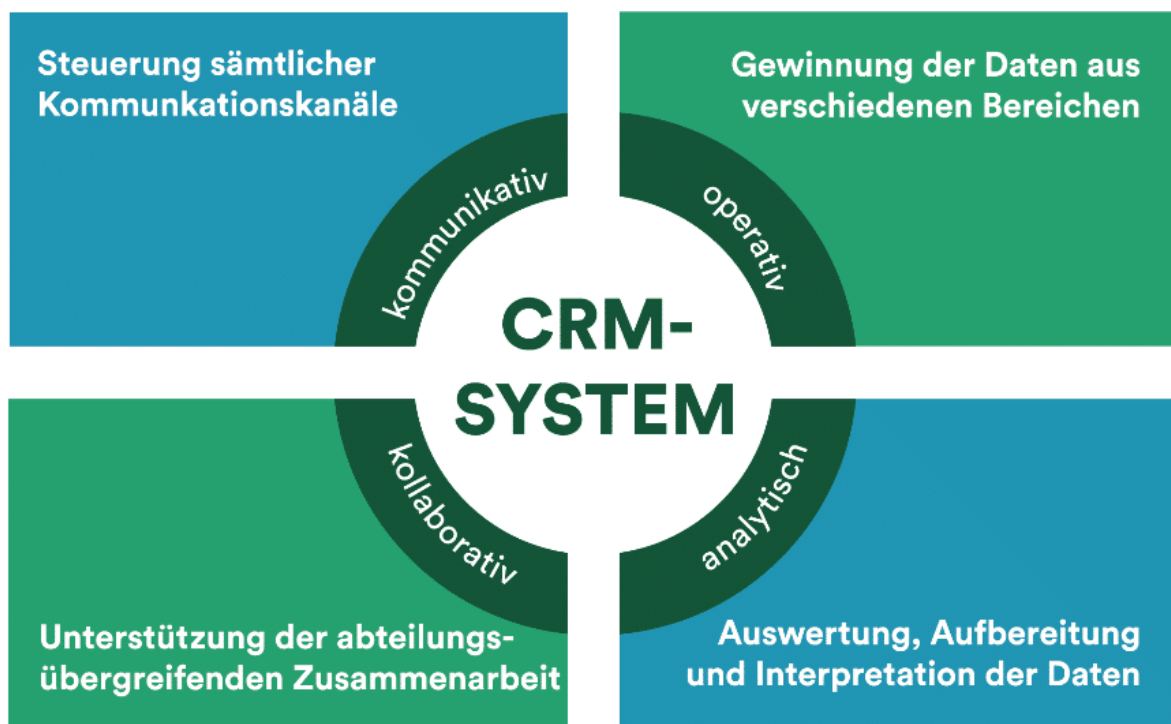 Steuerung sämtlicher
Kommunkationskanäle
Gewinnung der Daten aus
verschiedenen Bereichen
kommunikativ
operativ
CRM-
SYSTEM
kollaborativ
analytisch
Unterstützung der abteilungs-
übergreifenden Zusammenarbeit
Auswertung, Aufbereitung
und Interpretation der Daten